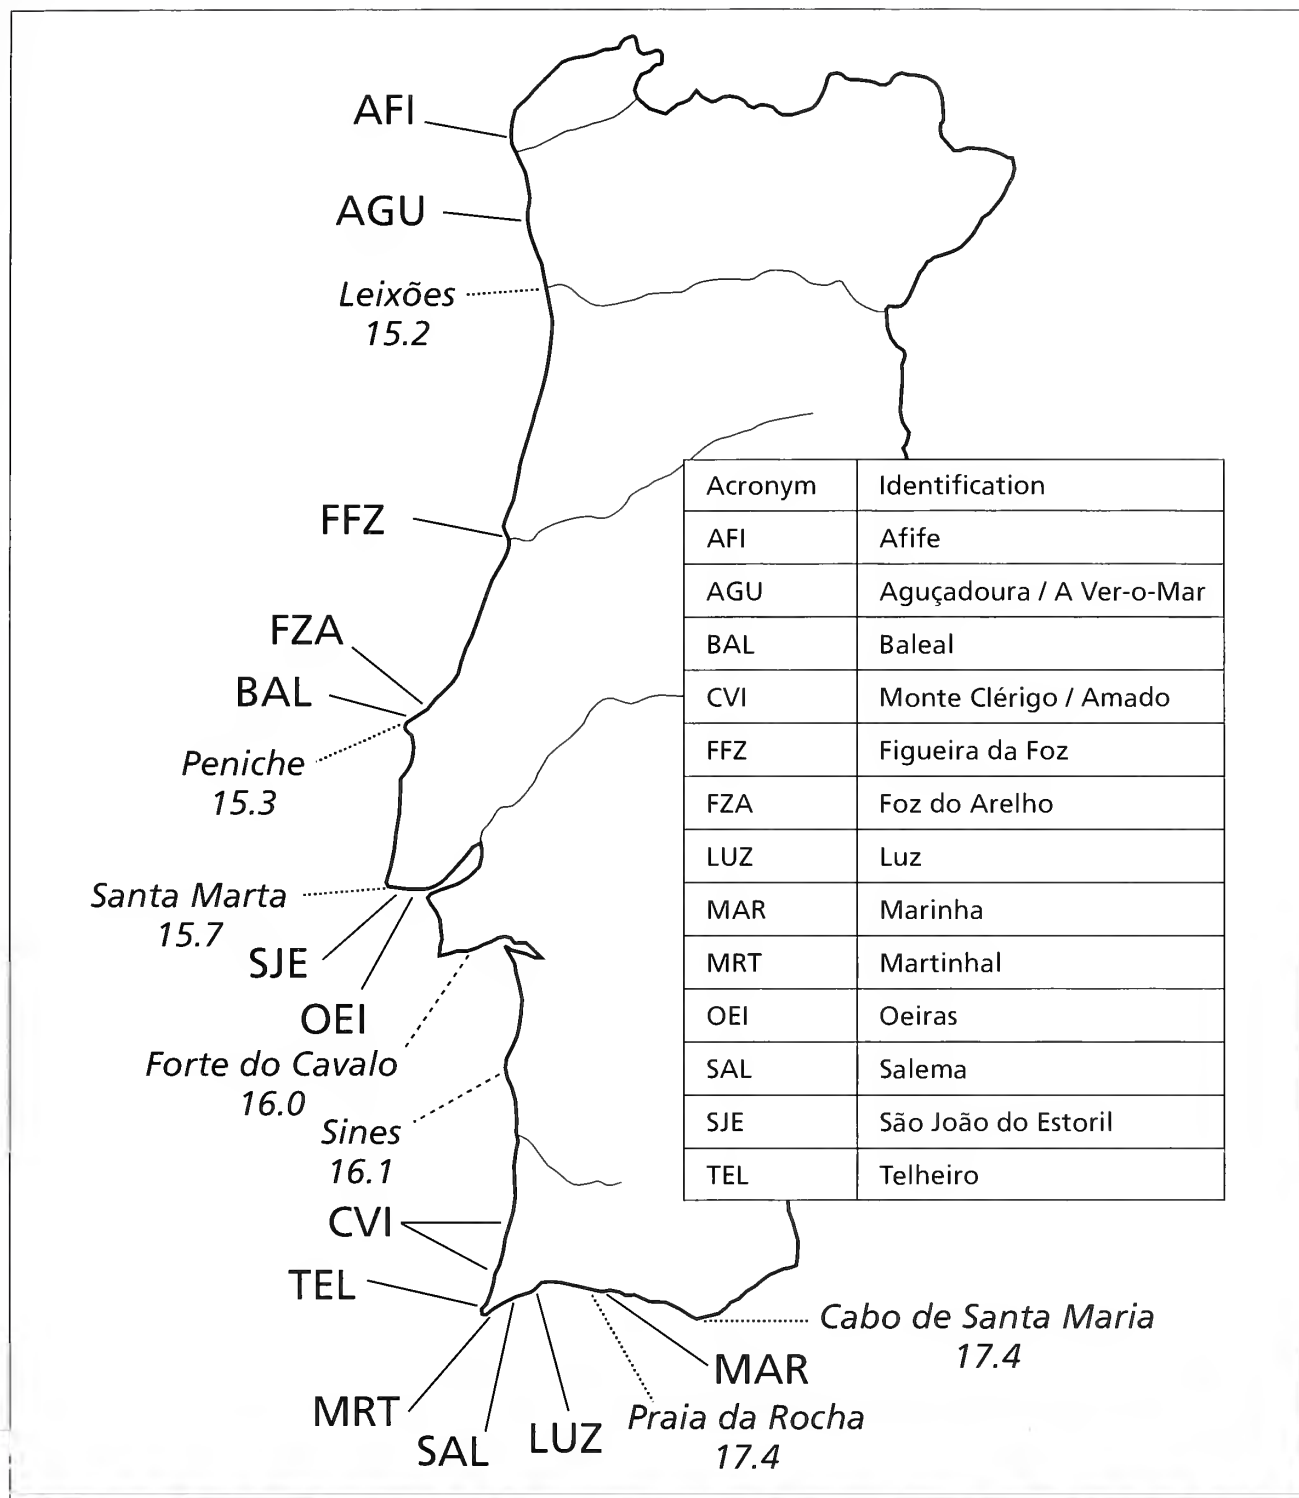 AFI
AGU
Leixões
15.2
FFZ
FZA
BAL
Peniche
15.3
Santa Marta
15.7
SJE
OEI
Forte do Cavalo
16.0
Sines
16.1
CVI
TEL
MRT
SAL
LUZ
MAR
Praia da Rocha
17.4
Cabo de Santa Maria
17.4
Acronym Identification
AFI Afife
AGU Aguçadoura / A Ver-o-Mar
BAL Baleal
CVI Monte Clérigo / Amado
FFZ Figueira da Foz
FZA Foz do Arelho
LUZ Luz
MAR Marinha
MRT Martinhal
OEI Oeiras
SAL Salema
SJE São João do Estoril
TEL Telheiro